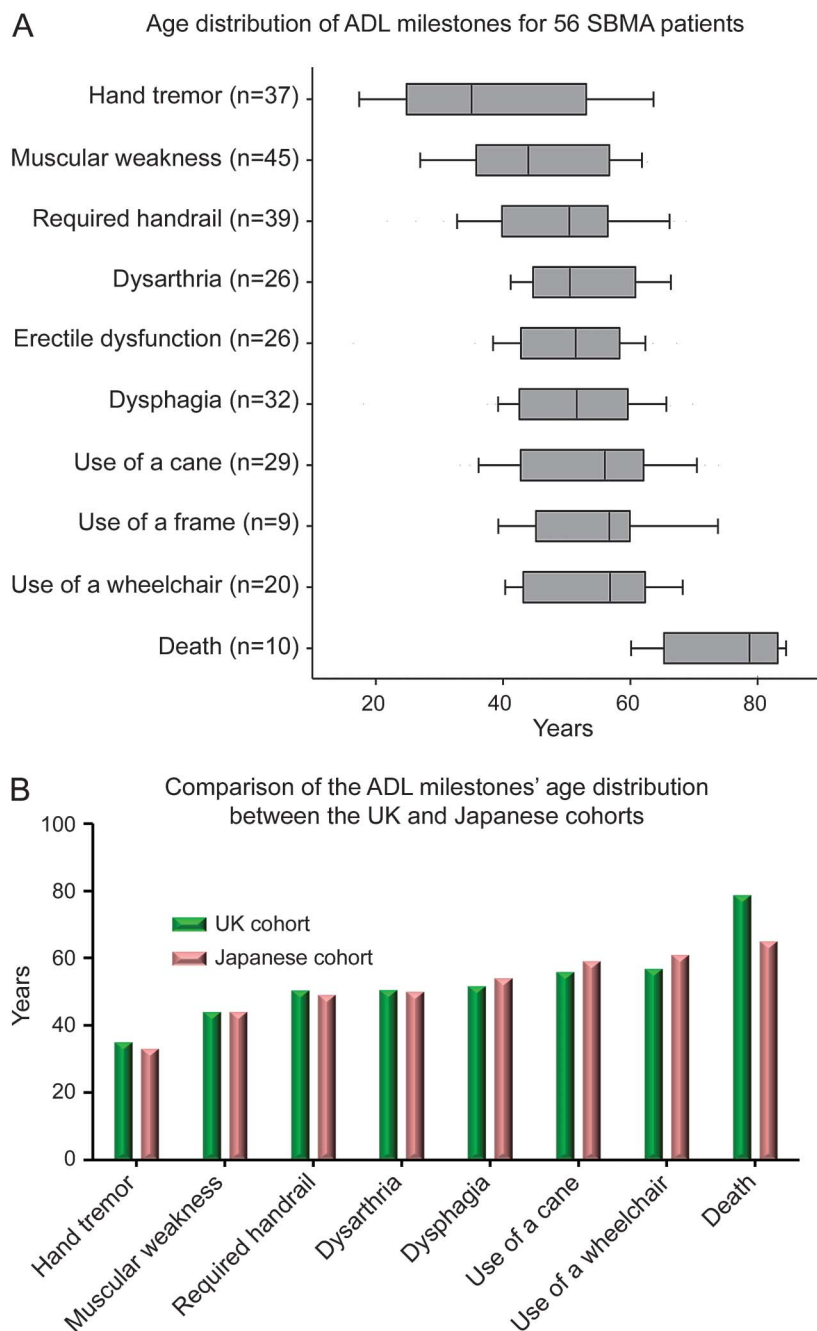 A
Age distribution of ADL milestones for 56 SBMA patients
Hand tremor (n=37)
Muscular weakness (n=45)
Required handrail (n=39)
Dysarthria (n=26)
Erectile dysfunction (n=26)
Dysphagia (n=32)
Use of a cane (n=29)
Use of a frame (n=9)
Use of a wheelchair (n=20)
Death (n=10)
20 40 60 80
Years
B
Comparison of the ADL milestones' age distribution
between the UK and Japanese cohorts
100
80
60
40
20
0
Years
UK cohort
Japanese cohort
Hand tremor
Muscular weakness
Required handrail
Dysarthria
Dysphagia
Use of a cane
Use of a wheelchair
Death